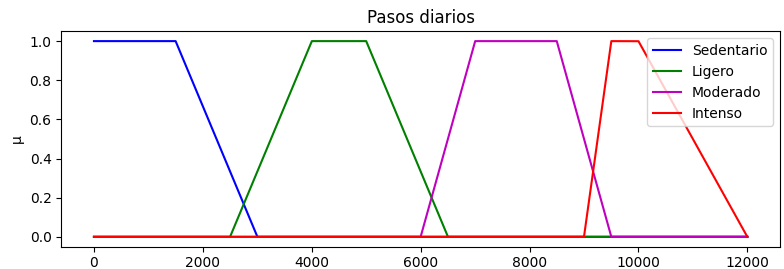 Pasos diarios
1.0
0.8
0.6
0.4
0.2
0.0
µ
Sedentario
Ligero
Moderado
Intenso
0 2000 4000 6000 8000 10000 12000